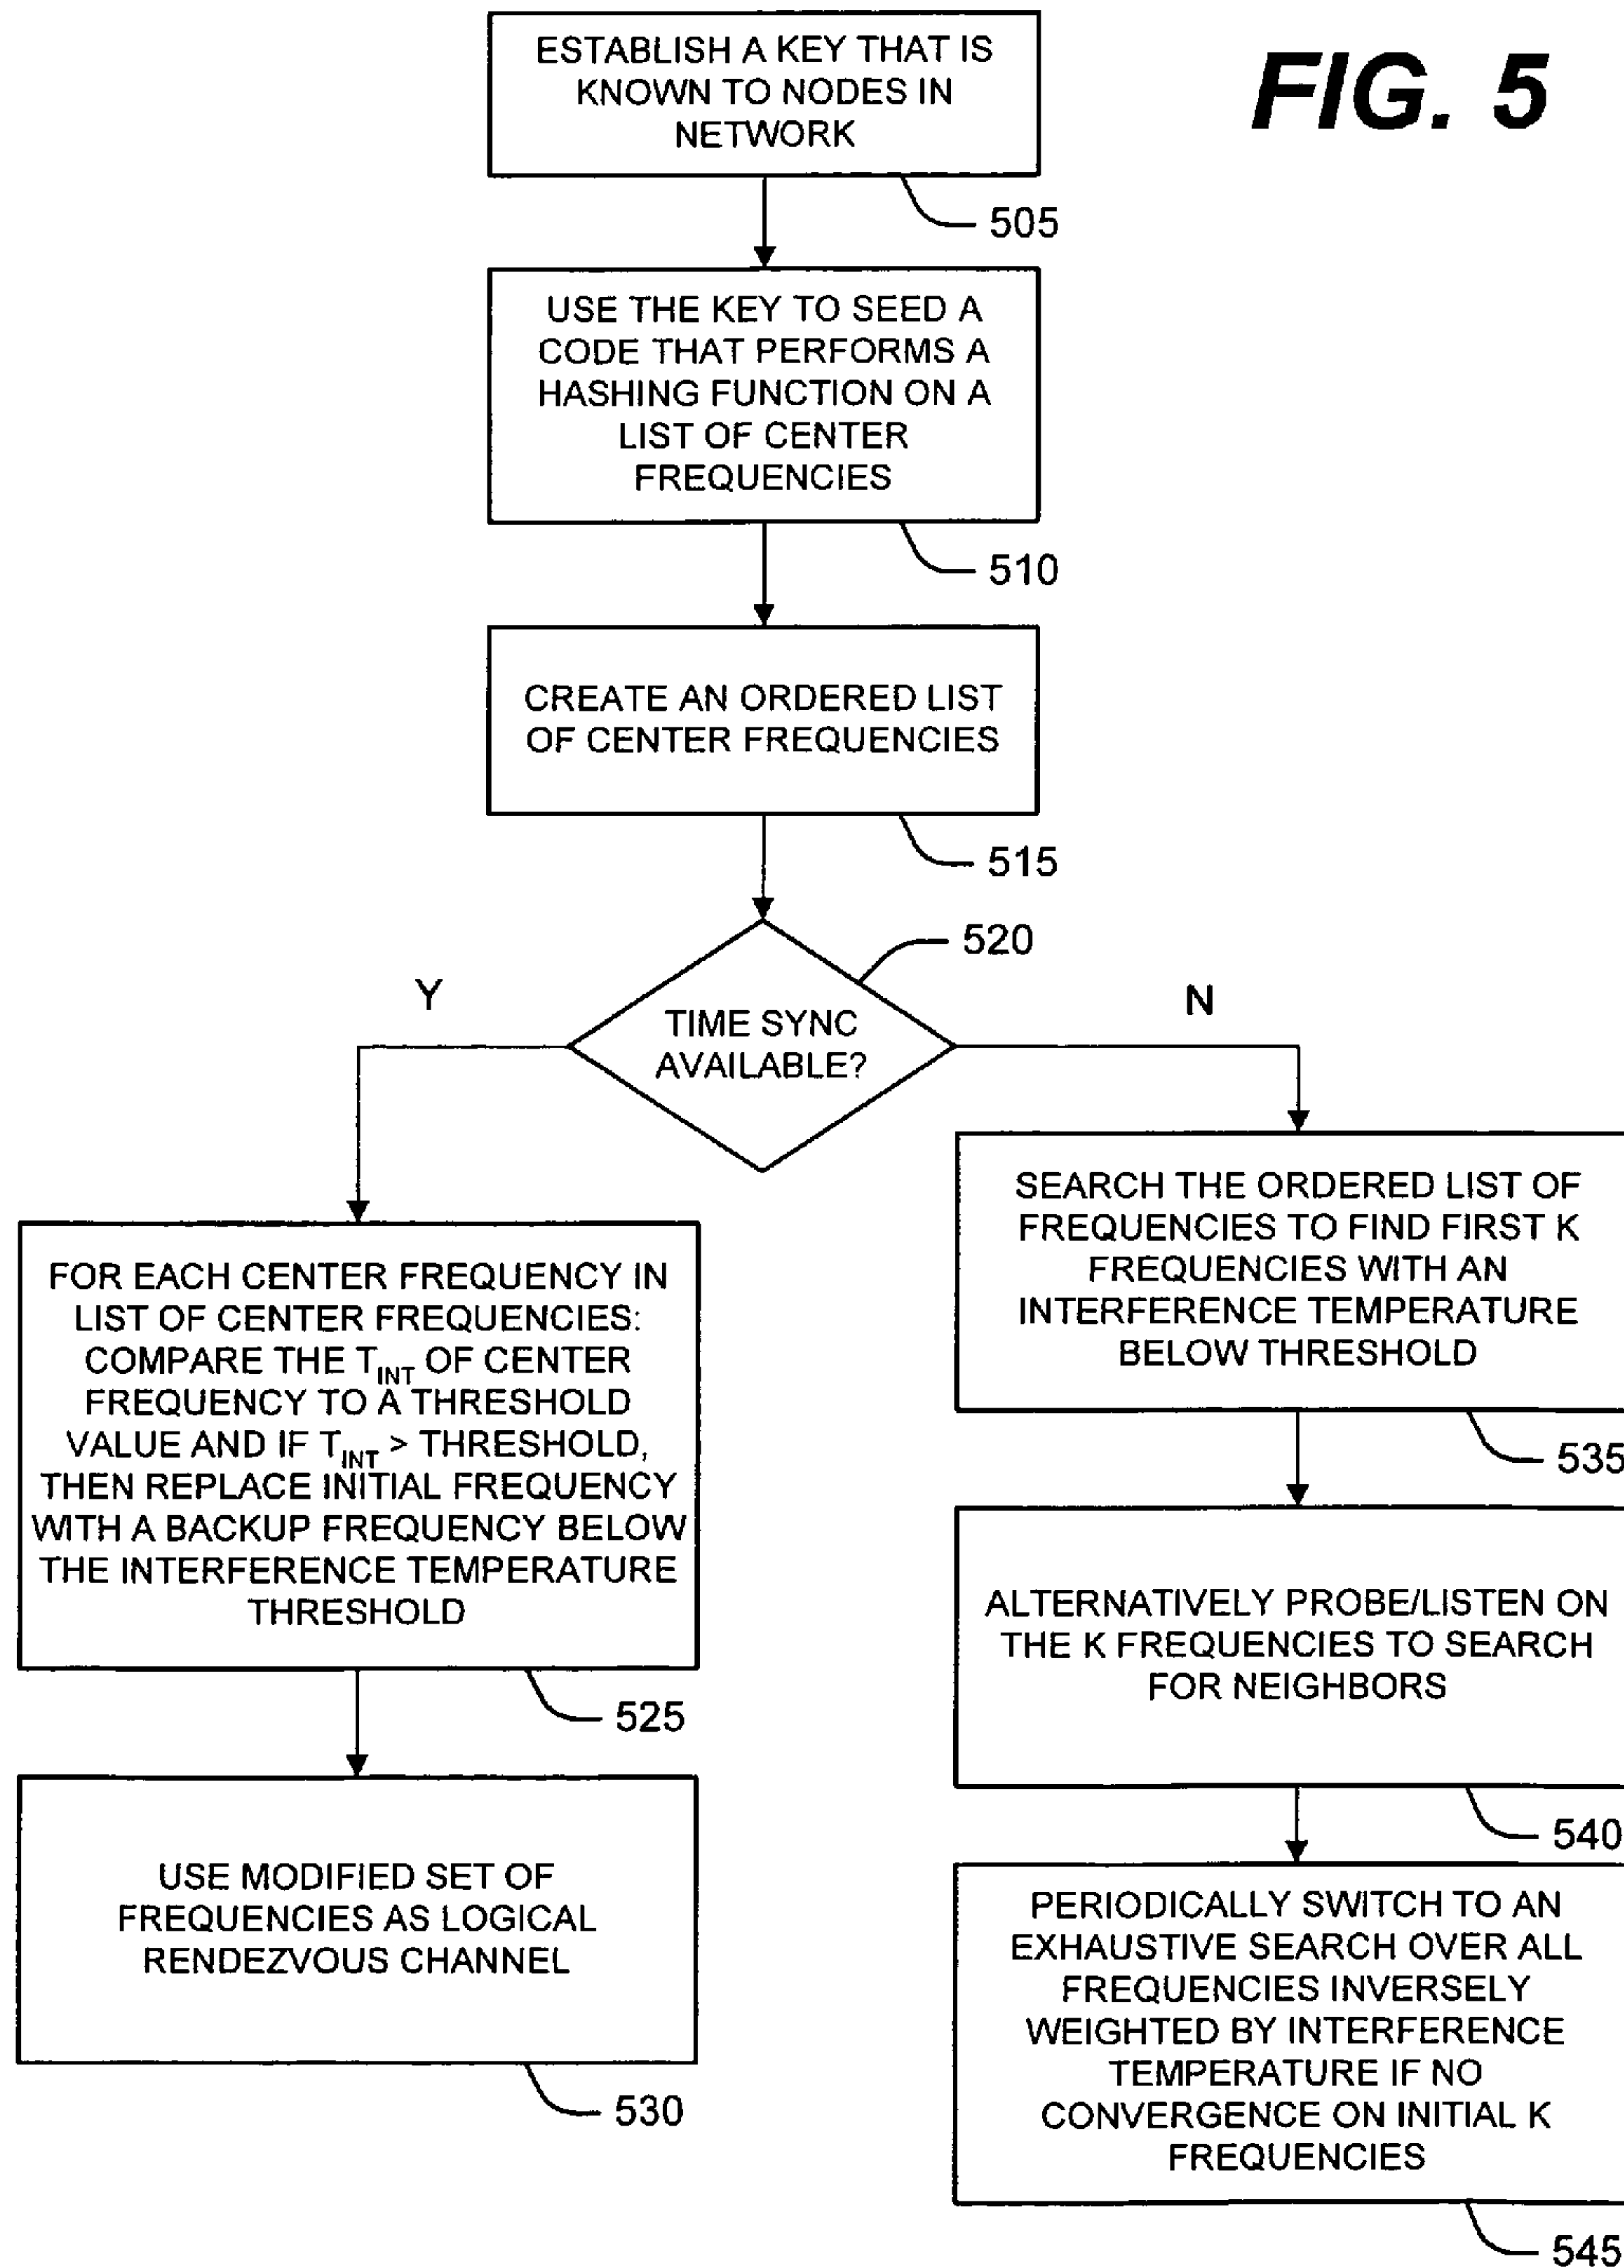 FIG. 5
ESTABLISH A KEY THAT IS
KNOWN TO NODES IN
NETWORK
505
USE THE KEY TO SEED A
CODE THAT PERFORMS A
HASHING FUNCTION ON A
LIST OF CENTER
FREQUENCIES
510
CREATE AN ORDERED LIST
OF CENTER FREQUENCIES
515
520
TIME SYNC
AVAILABLE?
Y
N
FOR EACH CENTER FREQUENCY IN
LIST OF CENTER FREQUENCIES:
COMPARE THE T_INT OF CENTER
FREQUENCY TO A THRESHOLD
VALUE AND IF T_INT > THRESHOLD,
THEN REPLACE INITIAL FREQUENCY
WITH A BACKUP FREQUENCY BELOW
THE INTERFERENCE TEMPERATURE
THRESHOLD
525
USE MODIFIED SET OF
FREQUENCIES AS LOGICAL
RENDEZVOUS CHANNEL
530
SEARCH THE ORDERED LIST OF
FREQUENCIES TO FIND FIRST K
FREQUENCIES WITH AN
INTERFERENCE TEMPERATURE
BELOW THRESHOLD
535
ALTERNATIVELY PROBE/LISTEN ON
THE K FREQUENCIES TO SEARCH
FOR NEIGHBORS
540
PERIODICALLY SWITCH TO AN
EXHAUSTIVE SEARCH OVER ALL
FREQUENCIES INVERSELY
WEIGHTED BY INTERFERENCE
TEMPERATURE IF NO
CONVERGENCE ON INITIAL K
FREQUENCIES
545